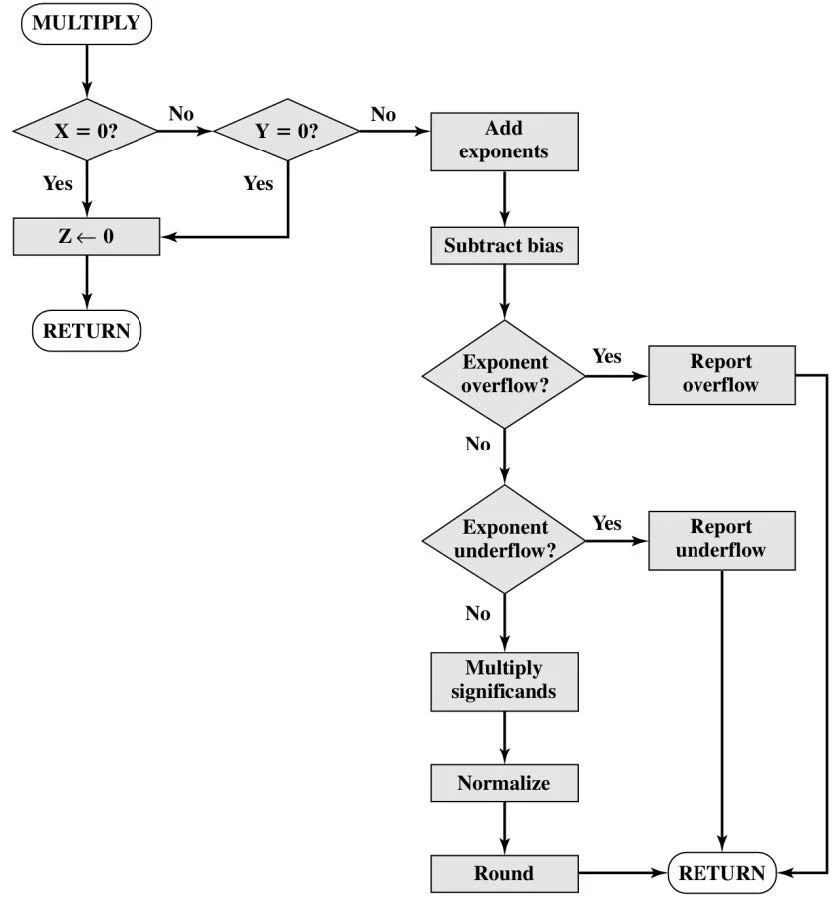 MULTIPLY
X = 0?
No
Y = 0?
No
Add
exponents
Yes
Yes
Z ← 0
Subtract bias
RETURN
Exponent
overflow?
Yes
Report
overflow
No
Exponent
underflow?
Yes
Report
underflow
No
Multiply
significands
Normalize
Round
RETURN